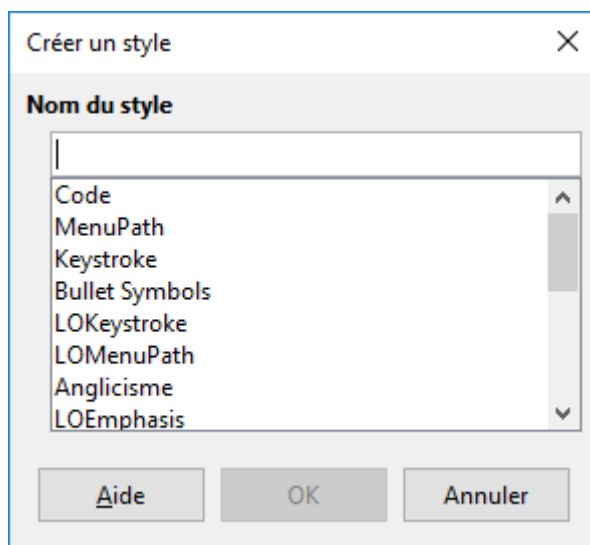 Créer un style
Nom du style
Code
MenuPath
Keystroke
Bullet Symbols
LOKeystroke
LOMenuPath
Anglicisme
LOEmphasis
Aide
OK
Annuler